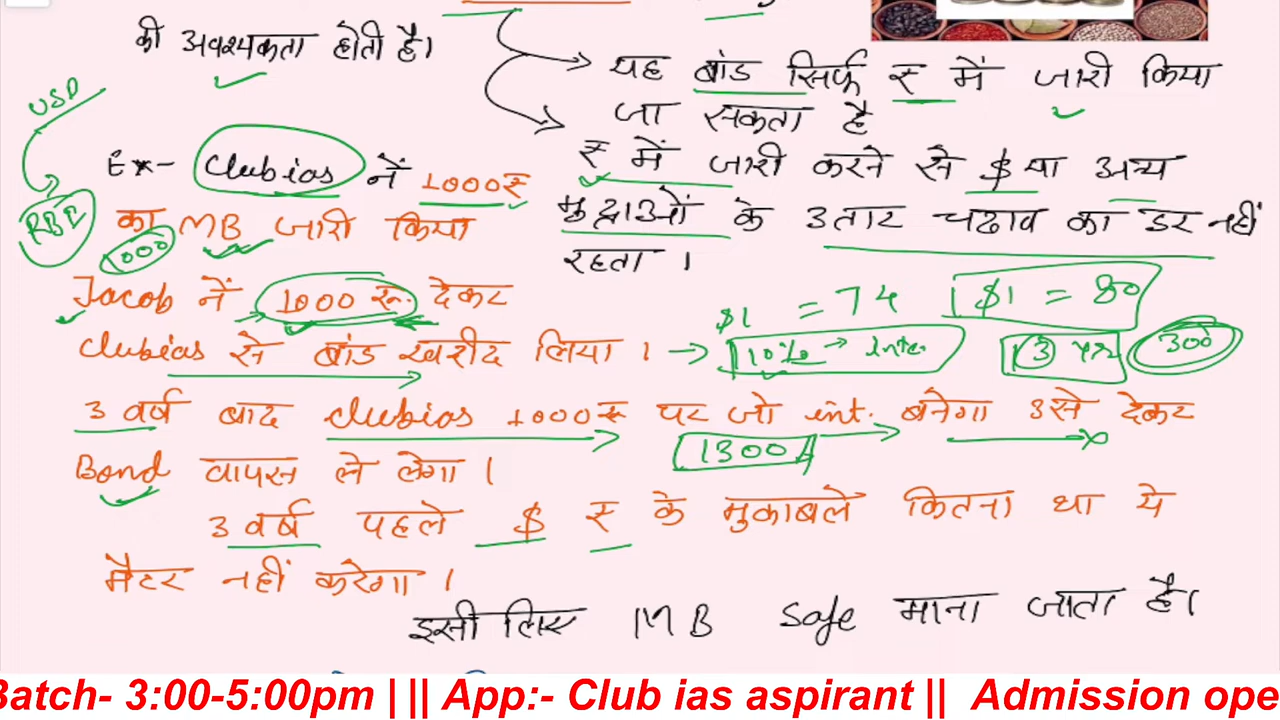 की अवश्यकता होती है।
यह बांड सिर्फ ₹ में जारी किया
जा सकता है
₹ में जारी करने से $ या अन्य
मुद्राओं के उतार चढाव का डर नहीं
रहता ।
USD
RBI
1000
Ex- Clubias नें 1000₹
का MB जारी किया
Jacob नें 1000 रु. देकर
Clubias से बांड खरीद लिया ।
$1 = 74
$1 = 80
10% → Inte.
3
300
3 वर्ष बाद Clubias 1000₹ पर जो int. बनेगा उसे देकर
Bond वापस ले लेगा ।
1300/-
3 वर्ष पहले $ ₹ के मुकाबले कितना था ये
मैटर नहीं करेगा ।
इसी लिए MB Safe माना जाता है।
Batch- 3:00-5:00pm | || App:- Club ias aspirant || Admission ope